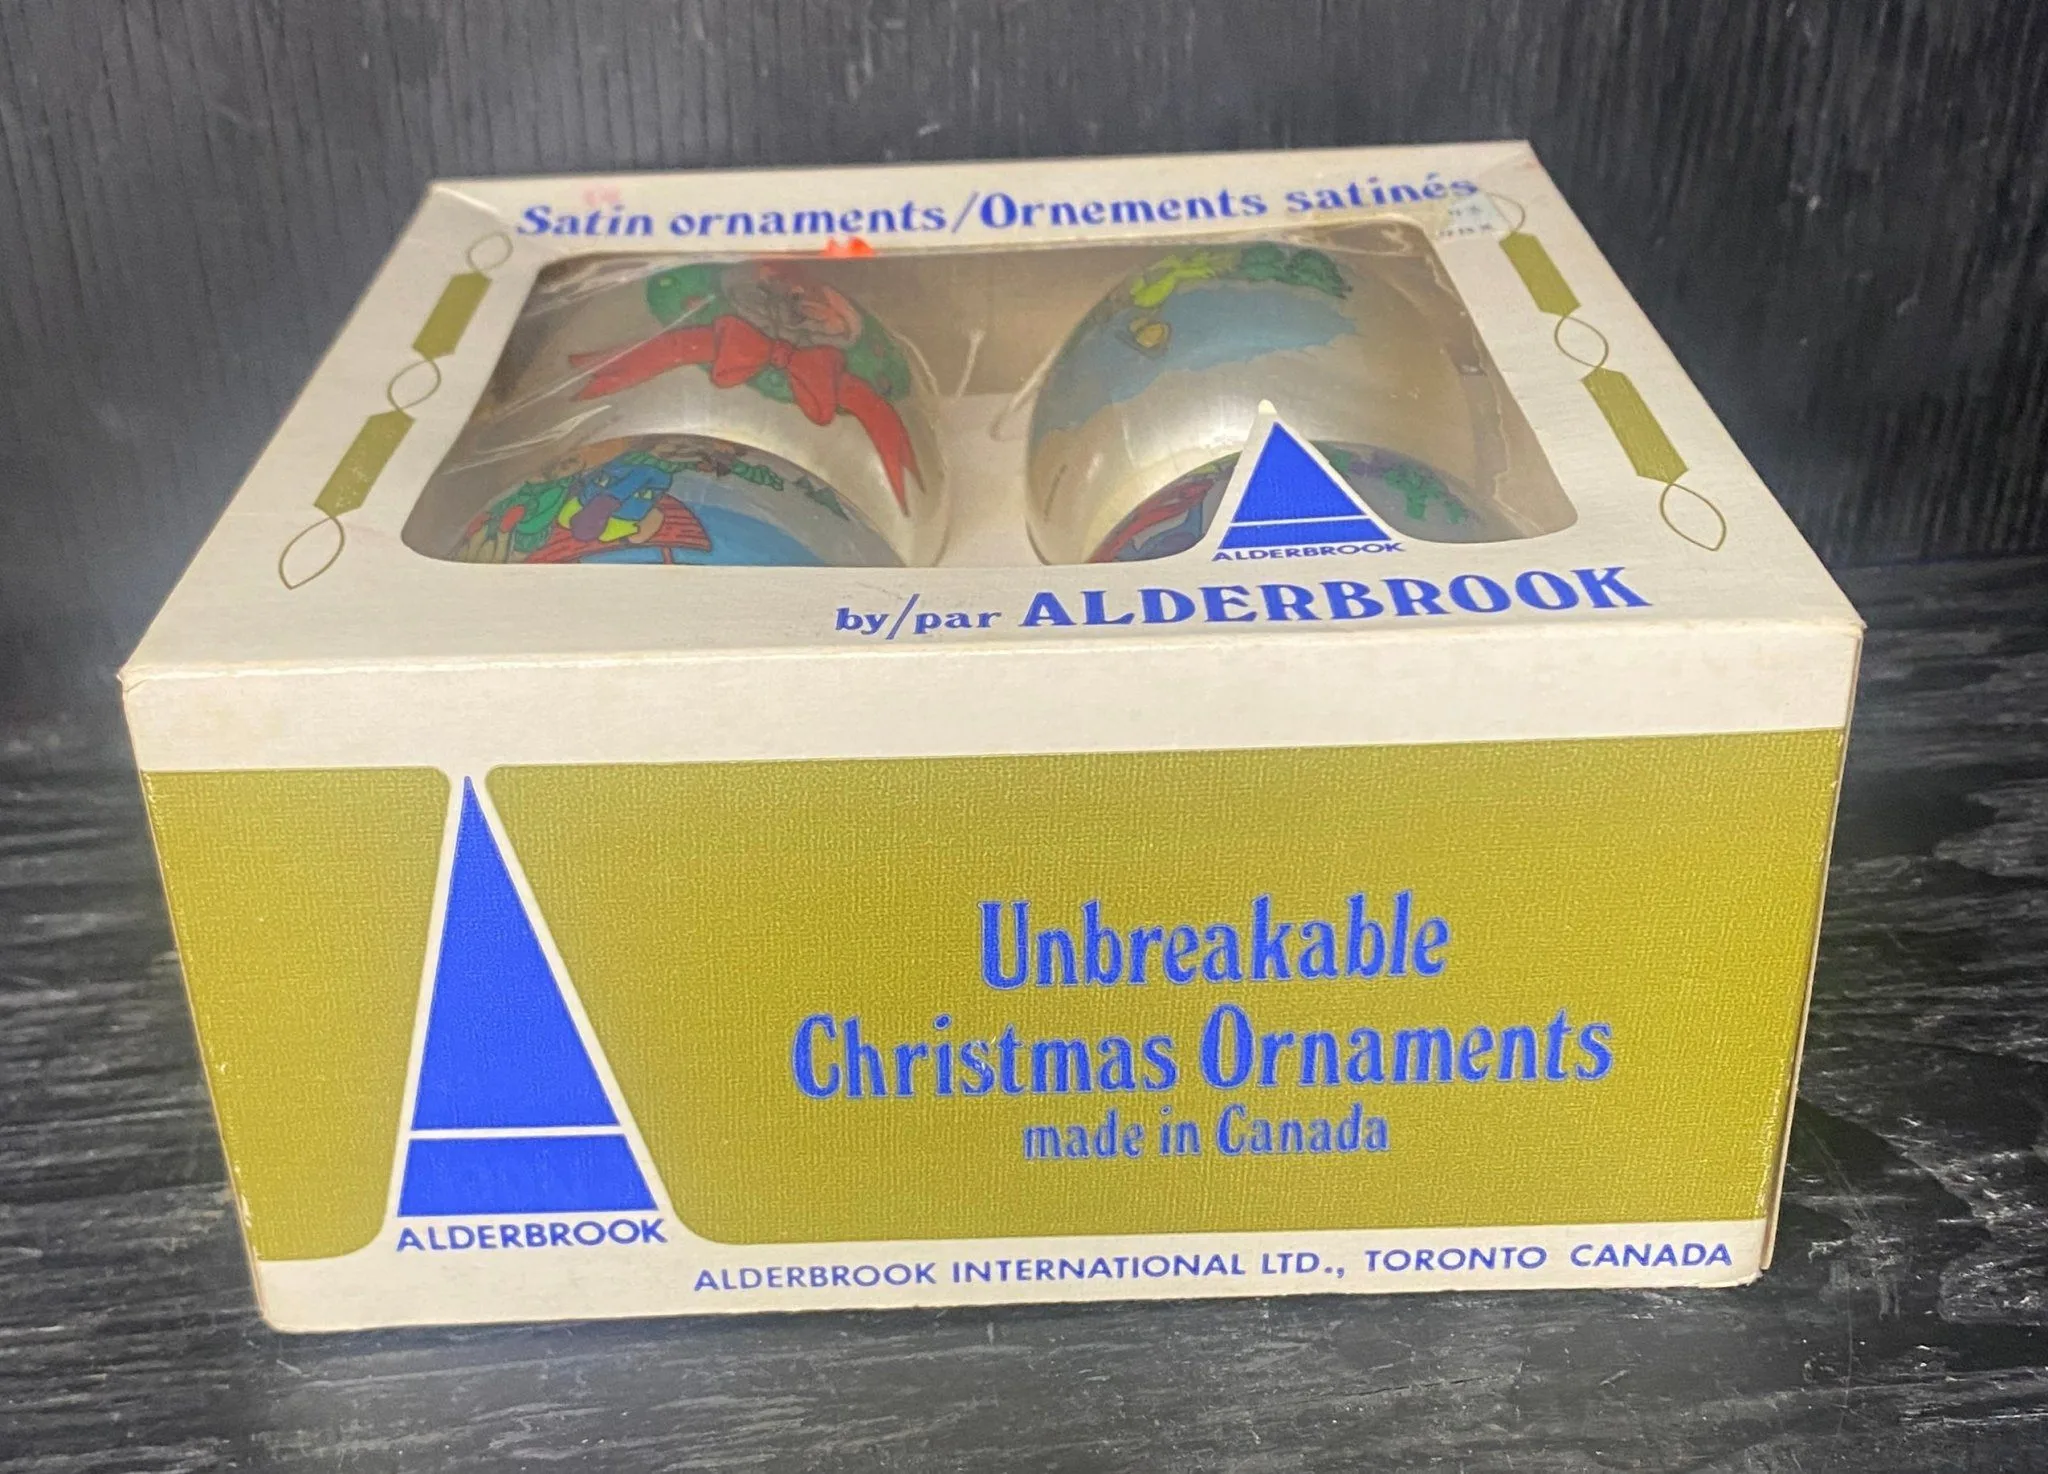 Satin ornaments/Ornements satinés
ALDERBROOK
by/par ALDERBROOK
Unbreakable
Christmas Ornaments
made in Canada
ALDERBROOK
ALDERBROOK INTERNATIONAL LTD., TORONTO CANADA